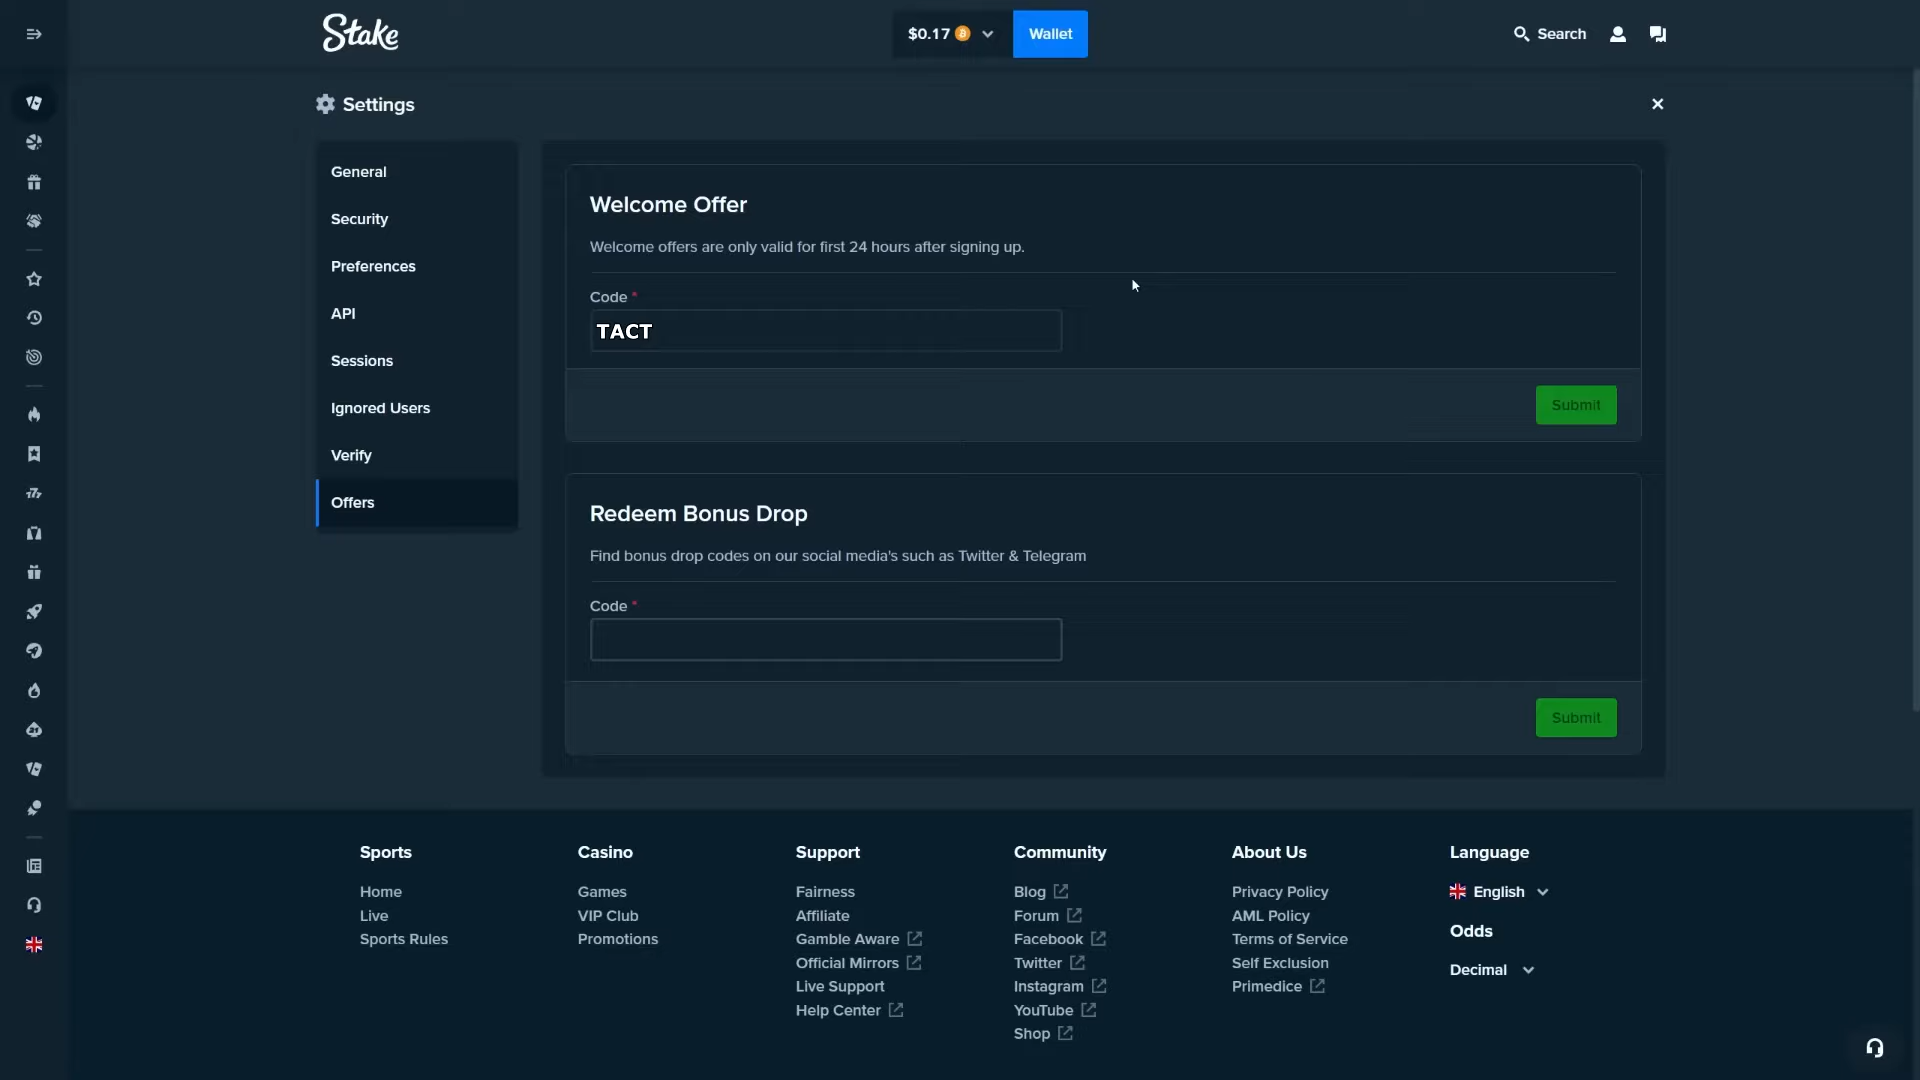 Stake
$0.17
Wallet
Search
Settings
General
Security
Preferences
API
Sessions
Ignored Users
Verify
Offers
Welcome Offer
Welcome offers are only valid for first 24 hours after signing up.
Code *
TACT
Submit
Redeem Bonus Drop
Find bonus drop codes on our social media's such as Twitter & Telegram
Code *
Submit
Sports
Home
Live
Sports Rules
Casino
Games
VIP Club
Promotions
Support
Fairness
Affiliate
Gamble Aware
Official Mirrors
Live Support
Help Center
Community
Blog
Forum
Facebook
Twitter
Instagram
YouTube
Shop
About Us
Privacy Policy
AML Policy
Terms of Service
Self Exclusion
Primedice
Language
English
Odds
Decimal